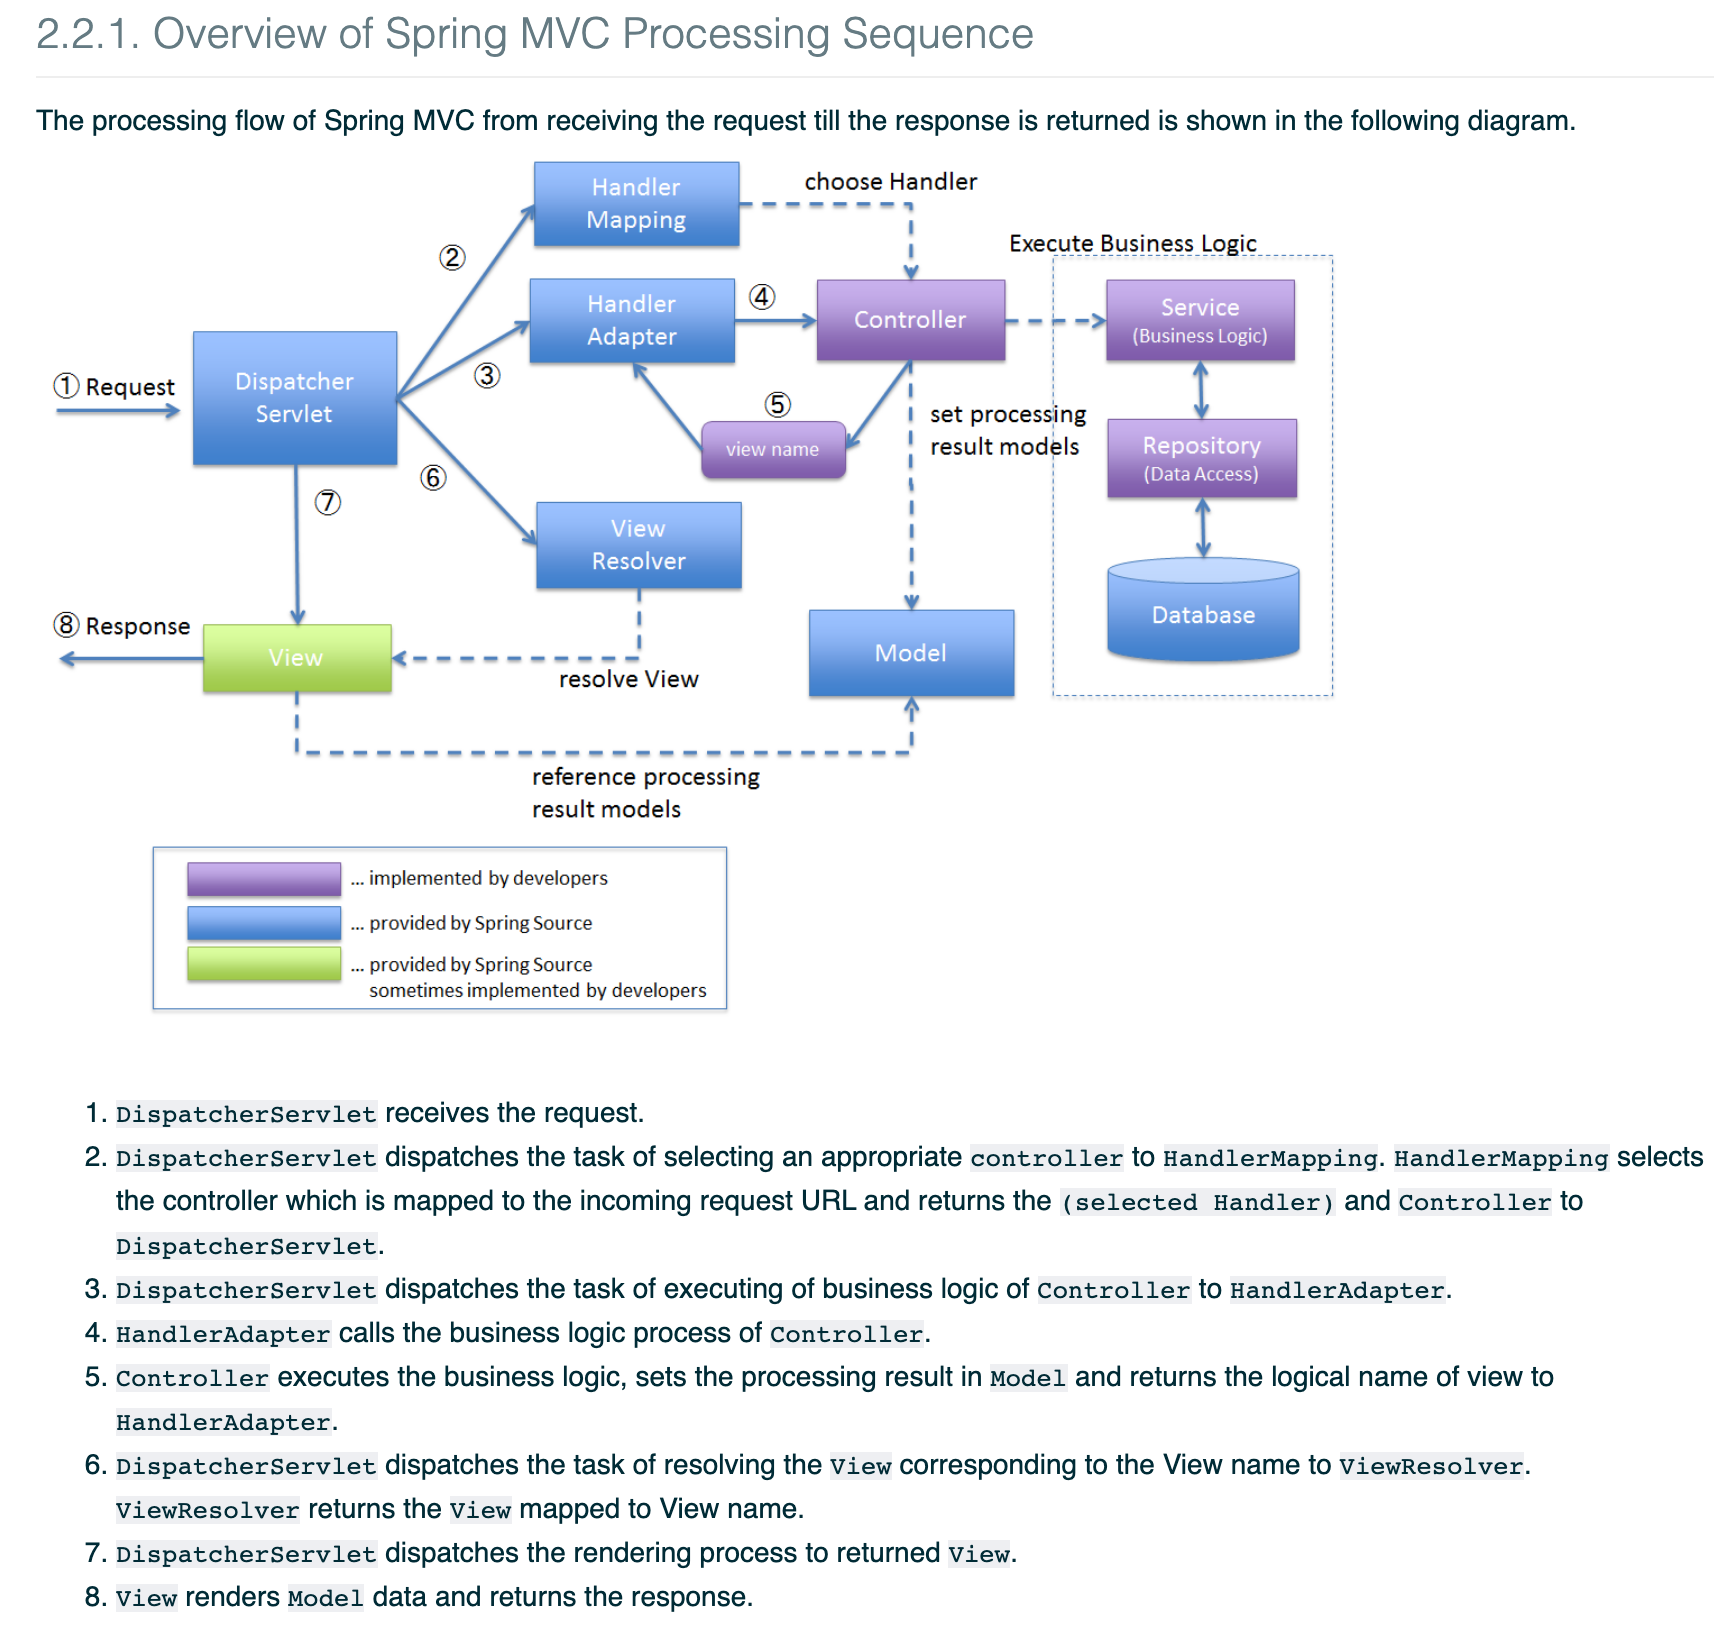 2.2.1. Overview of Spring MVC Processing Sequence
The processing flow of Spring MVC from receiving the request till the response is returned is shown in the following diagram.
Handler
Mapping
choose Handler
②
Execute Business Logic
Handler
Adapter
④
Controller
Service
(Business Logic)
① Request
Dispatcher
Servlet
③
⑤
view name
set processing
result models
Repository
(Data Access)
⑥
⑦
View
Resolver
Database
⑧ Response
View
resolve View
Model
reference processing
result models
... implemented by developers
... provided by Spring Source
... provided by Spring Source
sometimes implemented by developers
1. DispatcherServlet receives the request.
2. DispatcherServlet dispatches the task of selecting an appropriate controller to HandlerMapping. HandlerMapping selects
the controller which is mapped to the incoming request URL and returns the (selected Handler) and Controller to
DispatcherServlet.
3. DispatcherServlet dispatches the task of executing of business logic of Controller to HandlerAdapter.
4. HandlerAdapter calls the business logic process of Controller.
5. Controller executes the business logic, sets the processing result in Model and returns the logical name of view to
HandlerAdapter.
6. DispatcherServlet dispatches the task of resolving the View corresponding to the View name to ViewResolver.
ViewResolver returns the View mapped to View name.
7. DispatcherServlet dispatches the rendering process to returned View.
8. View renders Model data and returns the response.